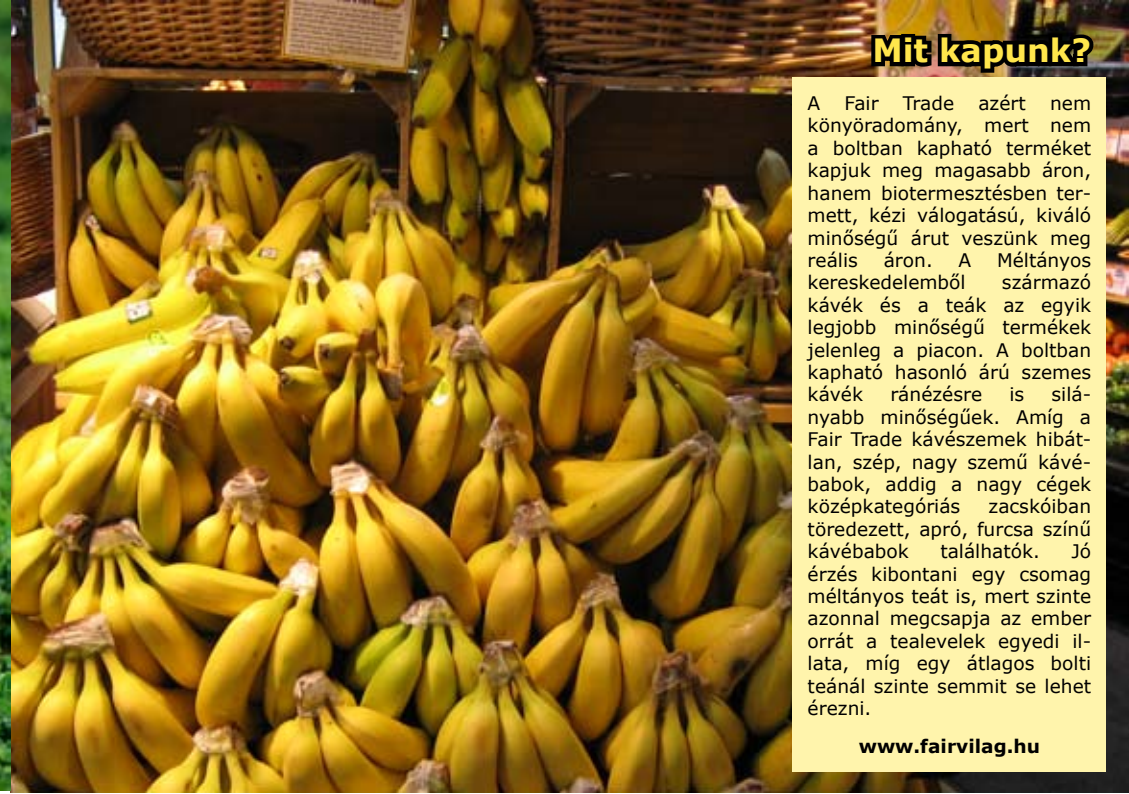 Mit kapunk?
A Fair Trade azért nem
könyöradomány, mert nem
a boltban kapható terméket
kapjuk meg magasabb áron,
hanem biotermesztésben ter-
mett, kézi válogatású, kiváló
minőségű árut veszünk meg
reális áron. A Méltányos
kereskedelemből származó
kávék és a teák az egyik
legjobb minőségű termékek
jelenleg a piacon. A boltban
kapható hasonló árú szemes
kávék ránézésre is silá-
nyabb minőségűek. Amíg a
Fair Trade kávészemek hibát-
lan, szép, nagy szemű kávé-
babok, addig a nagy cégek
középkategóriás zacskóiban
töredezett, apró, furcsa színű
kávébabok találhatók. Jó
érzés kibontani egy csomag
méltányos teát is, mert szinte
azonnal megcsapja az ember
orrát a tealevelek egyedi il-
lata, míg egy átlagos bolti
teánál szinte semmit se lehet
érezni.
www.fairvilag.hu